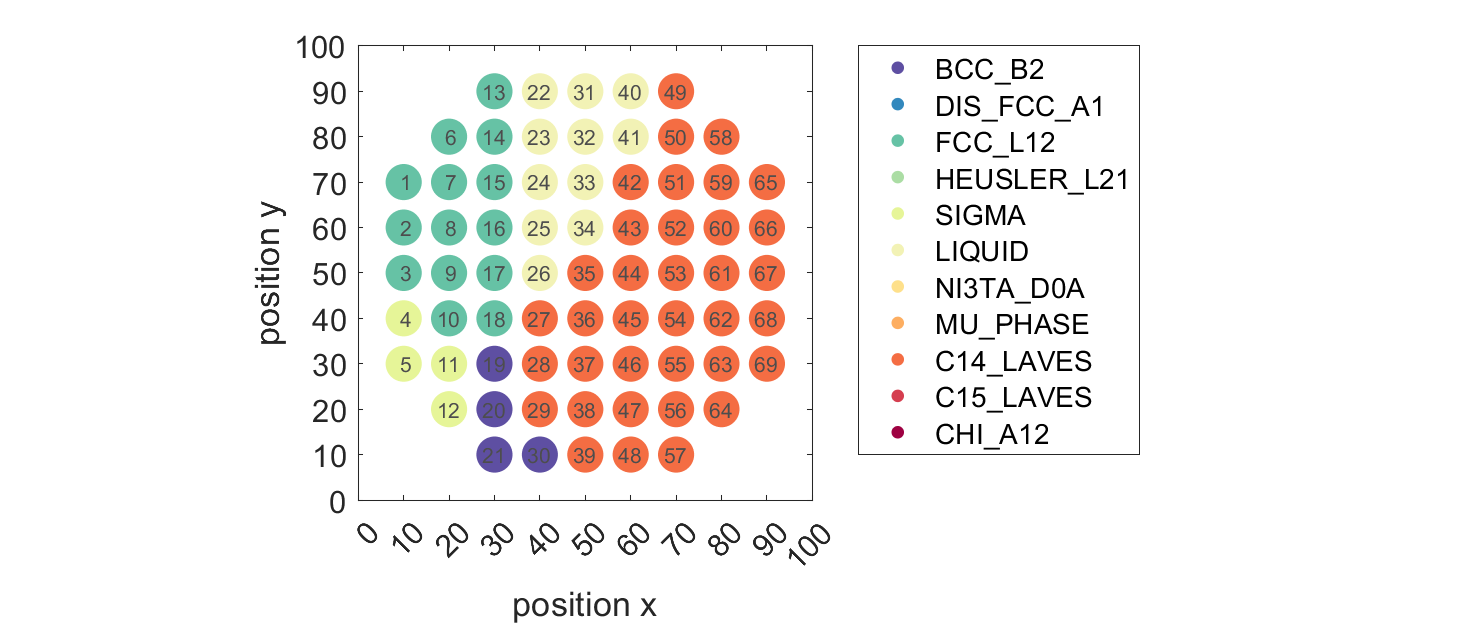 100
13 22 31 40 49
90
6 14 23 32 41 50 58
80
1 7 15 24 33 42 51 59 65
70
2 8 16 25 34 43 52 60 66
60
3 9 17 26 35 44 53 61 67
50
4 10 18 27 36 45 54 62 68
40
5 11 19 28 37 46 55 63 69
30
12 20 29 38 47 56 64
20
21 30 39 48 57
10
0
0 10 20 30 40 50 60 70 80 90 100
position x
position y
BCC_B2
DIS_FCC_A1
FCC_L12
HEUSLER_L21
SIGMA
LIQUID
NI3TA_D0A
MU_PHASE
C14_LAVES
C15_LAVES
CHI_A12